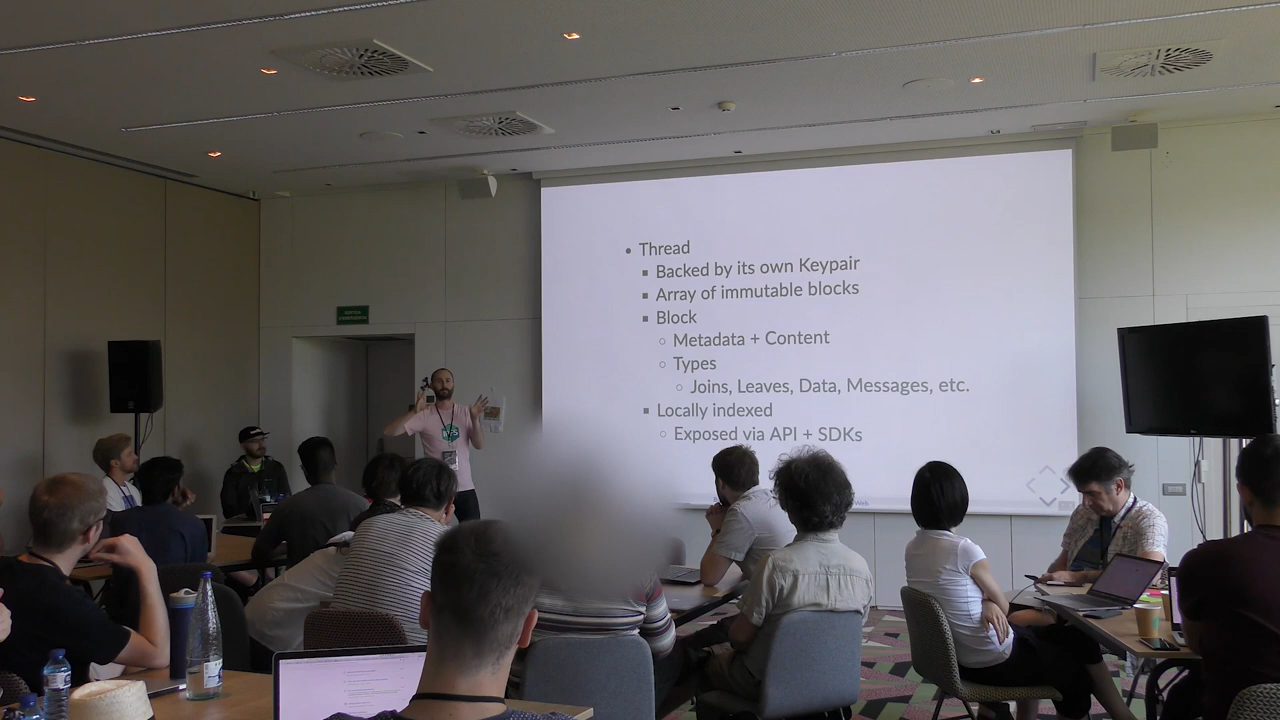 • Thread
▪ Backed by its own Keypair
▪ Array of immutable blocks
▪ Block
○ Metadata + Content
○ Types
○ Joins, Leaves, Data, Messages, etc.
▪ Locally indexed
○ Exposed via API + SDKs